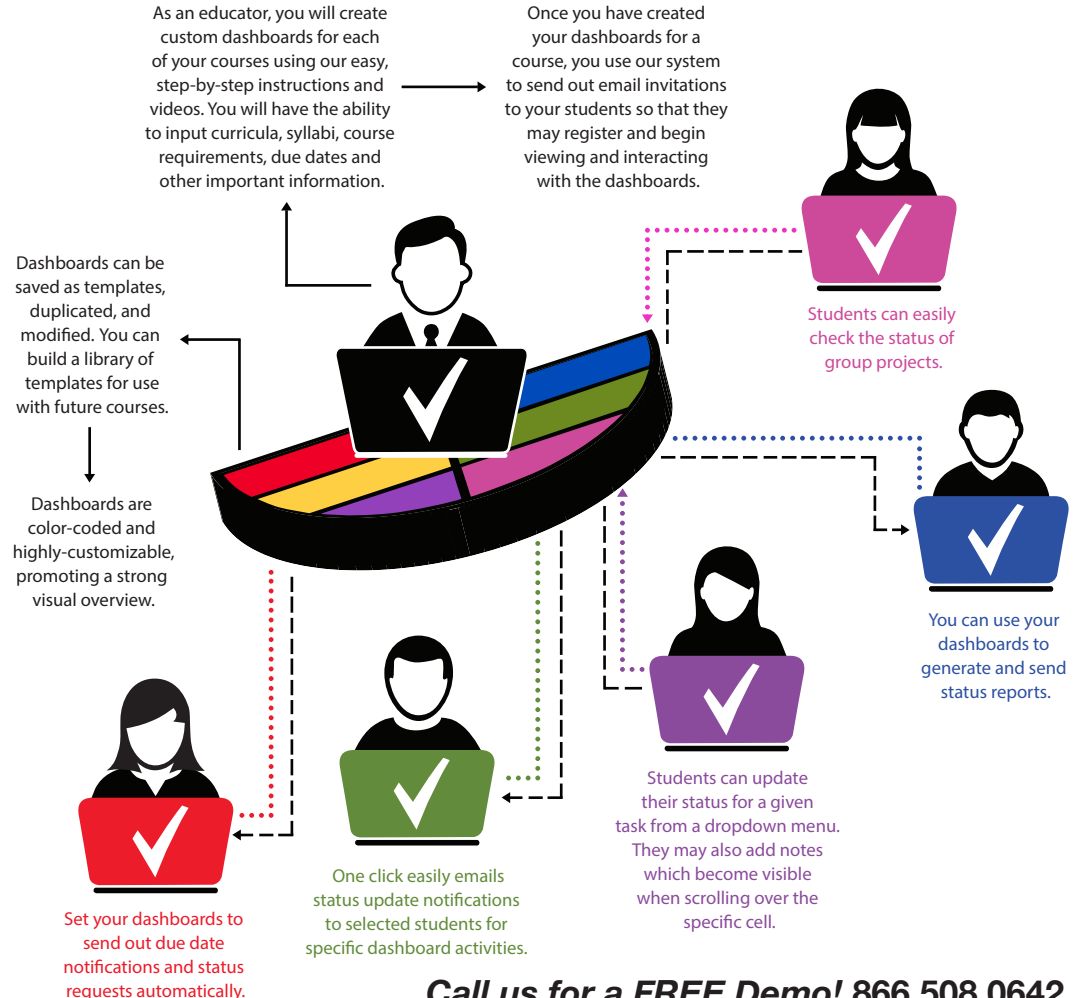 As an educator, you will create
custom dashboards for each
of your courses using our easy,
step-by-step instructions and
videos. You will have the ability
to input curricula, syllabi, course
requirements, due dates and
other important information.
Once you have created
your dashboards for a
course, you use our system
to send out email invitations
to your students so that they
may register and begin
viewing and interacting
with the dashboards.
Dashboards can be
saved as templates,
duplicated, and
modified. You can
build a library of
templates for use
with future courses.
Dashboards are
color-coded and
highly-customizable,
promoting a strong
visual overview.
Students can easily
check the status of
group projects.
You can use your
dashboards to
generate and send
status reports.
Students can update
their status for a given
task from a dropdown menu.
They may also add notes
which become visible
when scrolling over the
specific cell.
One click easily emails
status update notifications
to selected students for
specific dashboard activities.
Set your dashboards to
send out due date
notifications and status
requests automatically.
Call us for a FREE Demo! 866.508.0642